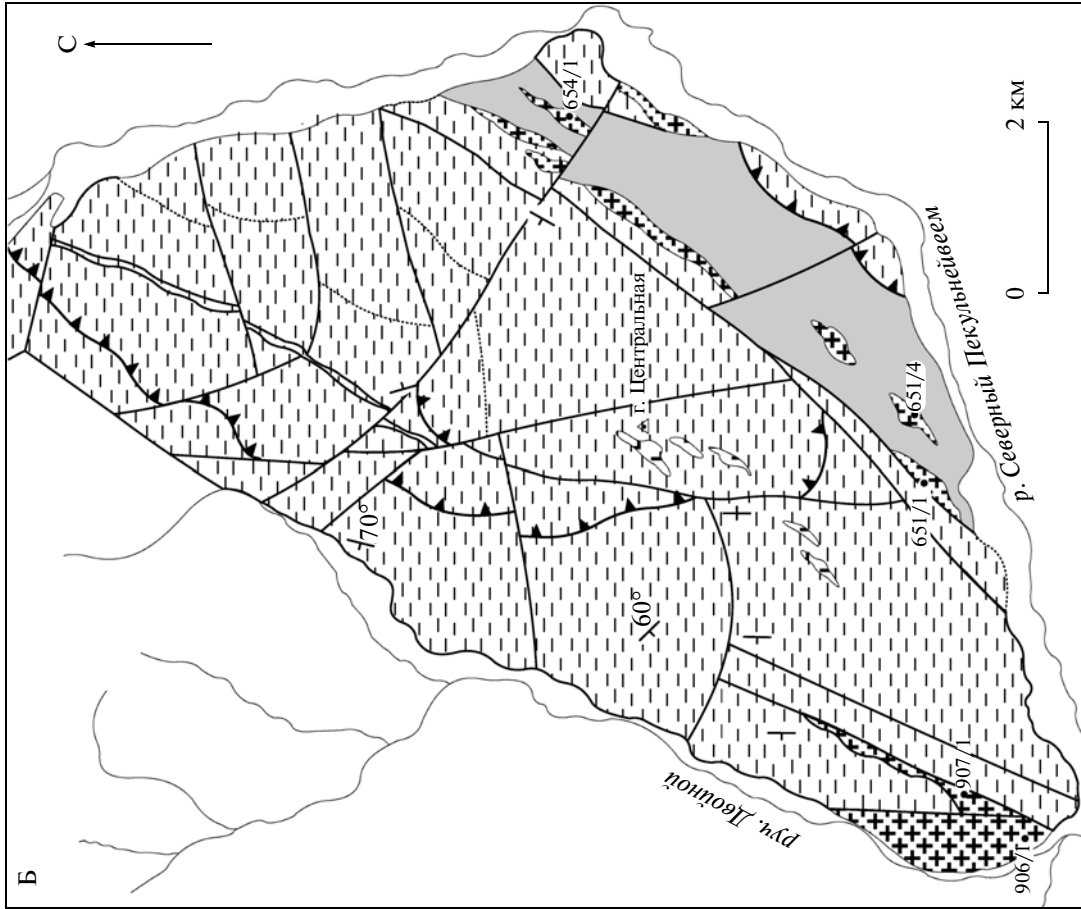 Б
С
654/1
2 км
0
г. Центральная
р. Северный Пекульнейвеем
651/4
651/1
70°
60°
руч. Двойной
907/1
906/1